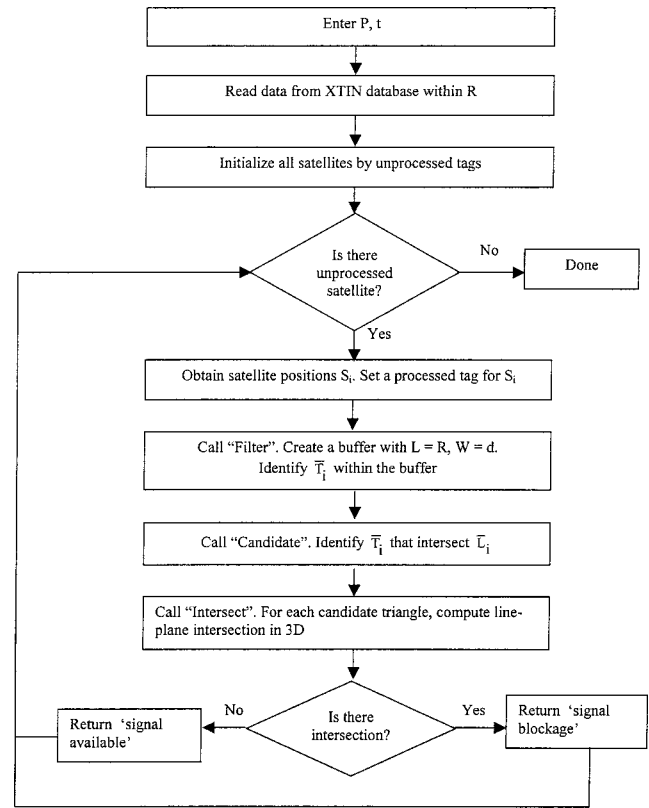 Enter P, t
Read data from XTIN database within R
Initialize all satellites by unprocessed tags
Is there
unprocessed
satellite?
No
Done
Yes
Obtain satellite positions Sᵢ. Set a processed tag for Sᵢ
Call “Filter”. Create a buffer with L = R, W = d.
Identify T̅ᵢ within the buffer
Call “Candidate”. Identify T̅ᵢ that intersect L̅ᵢ
Call “Intersect”. For each candidate triangle, compute line-
plane intersection in 3D
Is there
intersection?
No
Yes
Return ‘signal
available’
Return ‘signal
blockage’